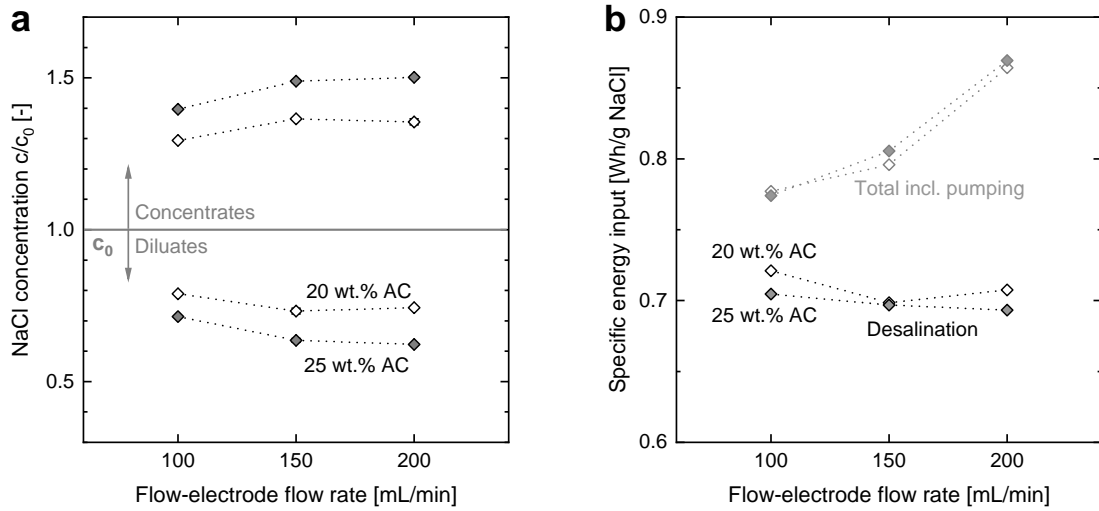 a
NaCl concentration c/c₀ [-]
1.5
1.0
0.5
Concentrates
c₀
Diluates
20 wt.% AC
25 wt.% AC
100
150
200
Flow-electrode flow rate [mL/min]
b
Specific energy input [Wh/g NaCl]
0.9
0.8
0.7
0.6
Total incl. pumping
20 wt.% AC
25 wt.% AC
Desalination
100
150
200
Flow-electrode flow rate [mL/min]